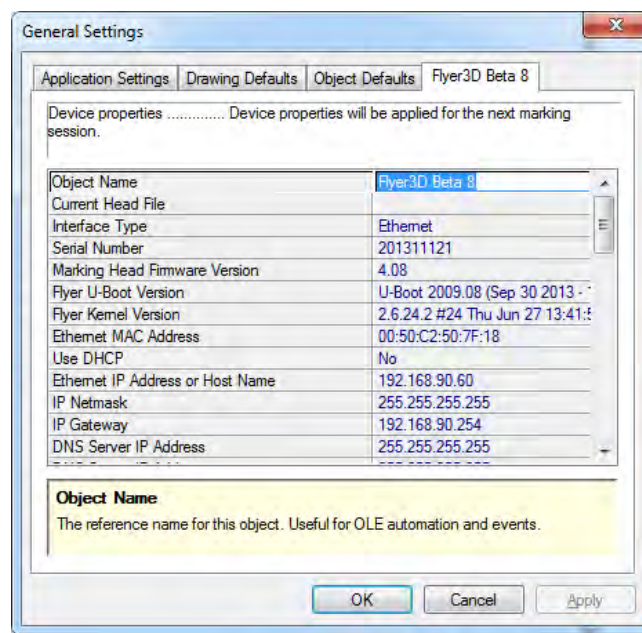 General Settings
Application Settings Drawing Defaults Object Defaults Flyer3D Beta 8
Device properties ............. Device properties will be applied for the next marking
session.
Object Name Flyer3D Beta 8
Current Head File
Interface Type Ethernet
Serial Number 201311121
Marking Head Firmware Version 4.08
Flyer U-Boot Version U-Boot 2009.08 (Sep 30 2013 -
Flyer Kernel Version 2.6.24.2 #24 Thu Jun 27 13:41:
Ethernet MAC Address 00:50:C2:50:7F:18
Use DHCP No
Ethernet IP Address or Host Name 192.168.90.60
IP Netmask 255.255.255.255
IP Gateway 192.168.90.254
DNS Server IP Address 255.255.255.255
Object Name
The reference name for this object. Useful for OLE automation and events.
OK Cancel Apply